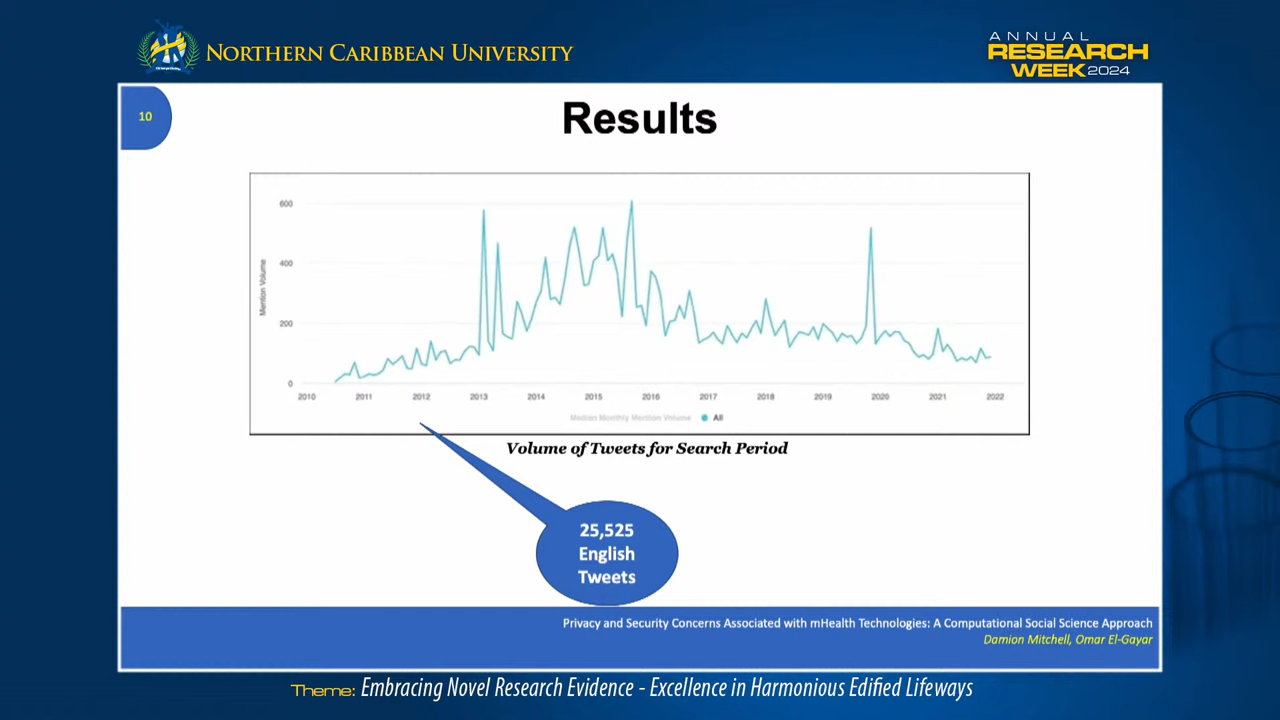 NORTHERN CARIBBEAN UNIVERSITY
ANNUAL
RESEARCH
WEEK 2024
10
Results
600
400
200
0
Mention Volume
2010 2011 2012 2013 2014 2015 2016 2017 2018 2019 2020 2021 2022
Median Monthly Mention Volume All
Volume of Tweets for Search Period
25,525
English
Tweets
Privacy and Security Concerns Associated with mHealth Technologies: A Computational Social Science Approach
Damion Mitchell, Omar El-Gayar
Theme: Embracing Novel Research Evidence - Excellence in Harmonious Edified Lifeways